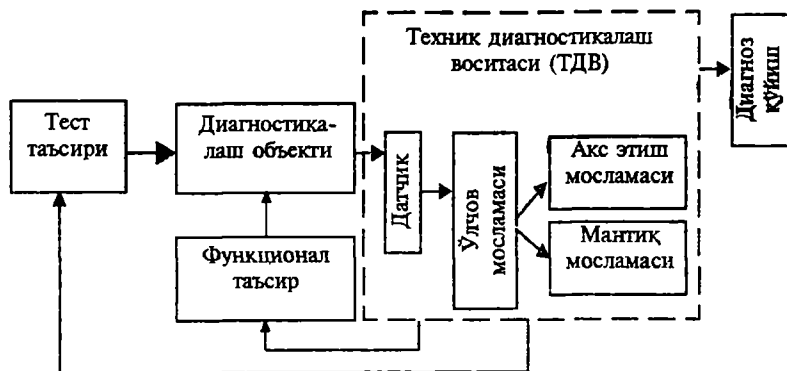 Техник диагностикалаш
воситаси (ТДВ)
Диагноз
қўйиш
Тест
таъсири
Диагностика-
лаш объекти
Датчик
Ўлчов
мосламаси
Акс этиш
мосламаси
Мантиқ
мосламаси
Функционал
таъсир